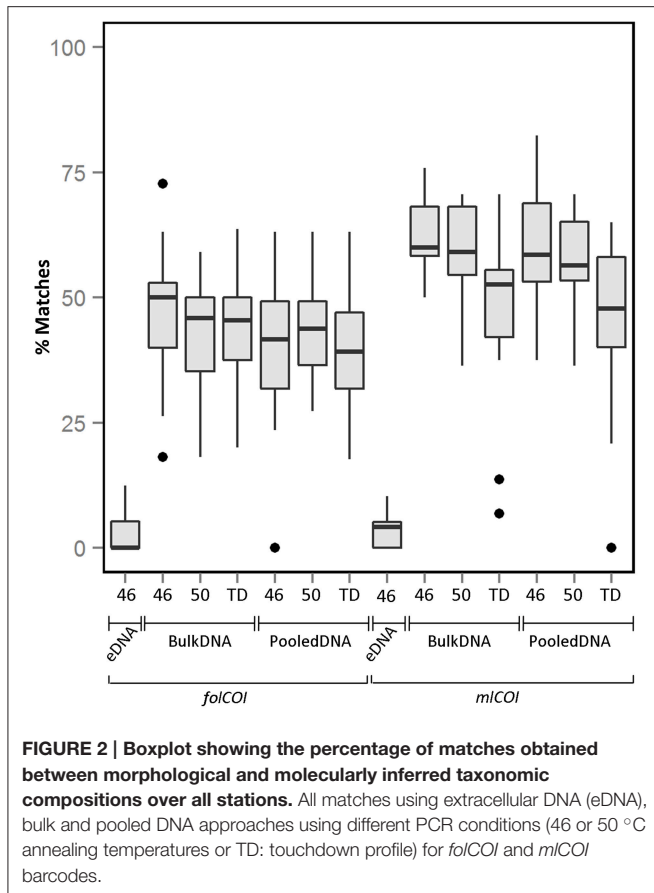 100
75
50
25
0
% Matches
46 46 50 TD 46 50 TD 46 46 50 TD 46 50 TD
eDNA BulkDNA PooledDNA eDNA BulkDNA PooledDNA
folCOI mlCOI
FIGURE 2 | Boxplot showing the percentage of matches obtained
between morphological and molecularly inferred taxonomic
compositions over all stations. All matches using extracellular DNA (eDNA),
bulk and pooled DNA approaches using different PCR conditions (46 or 50 °C
annealing temperatures or TD: touchdown profile) for folCOI and mlCOI
barcodes.